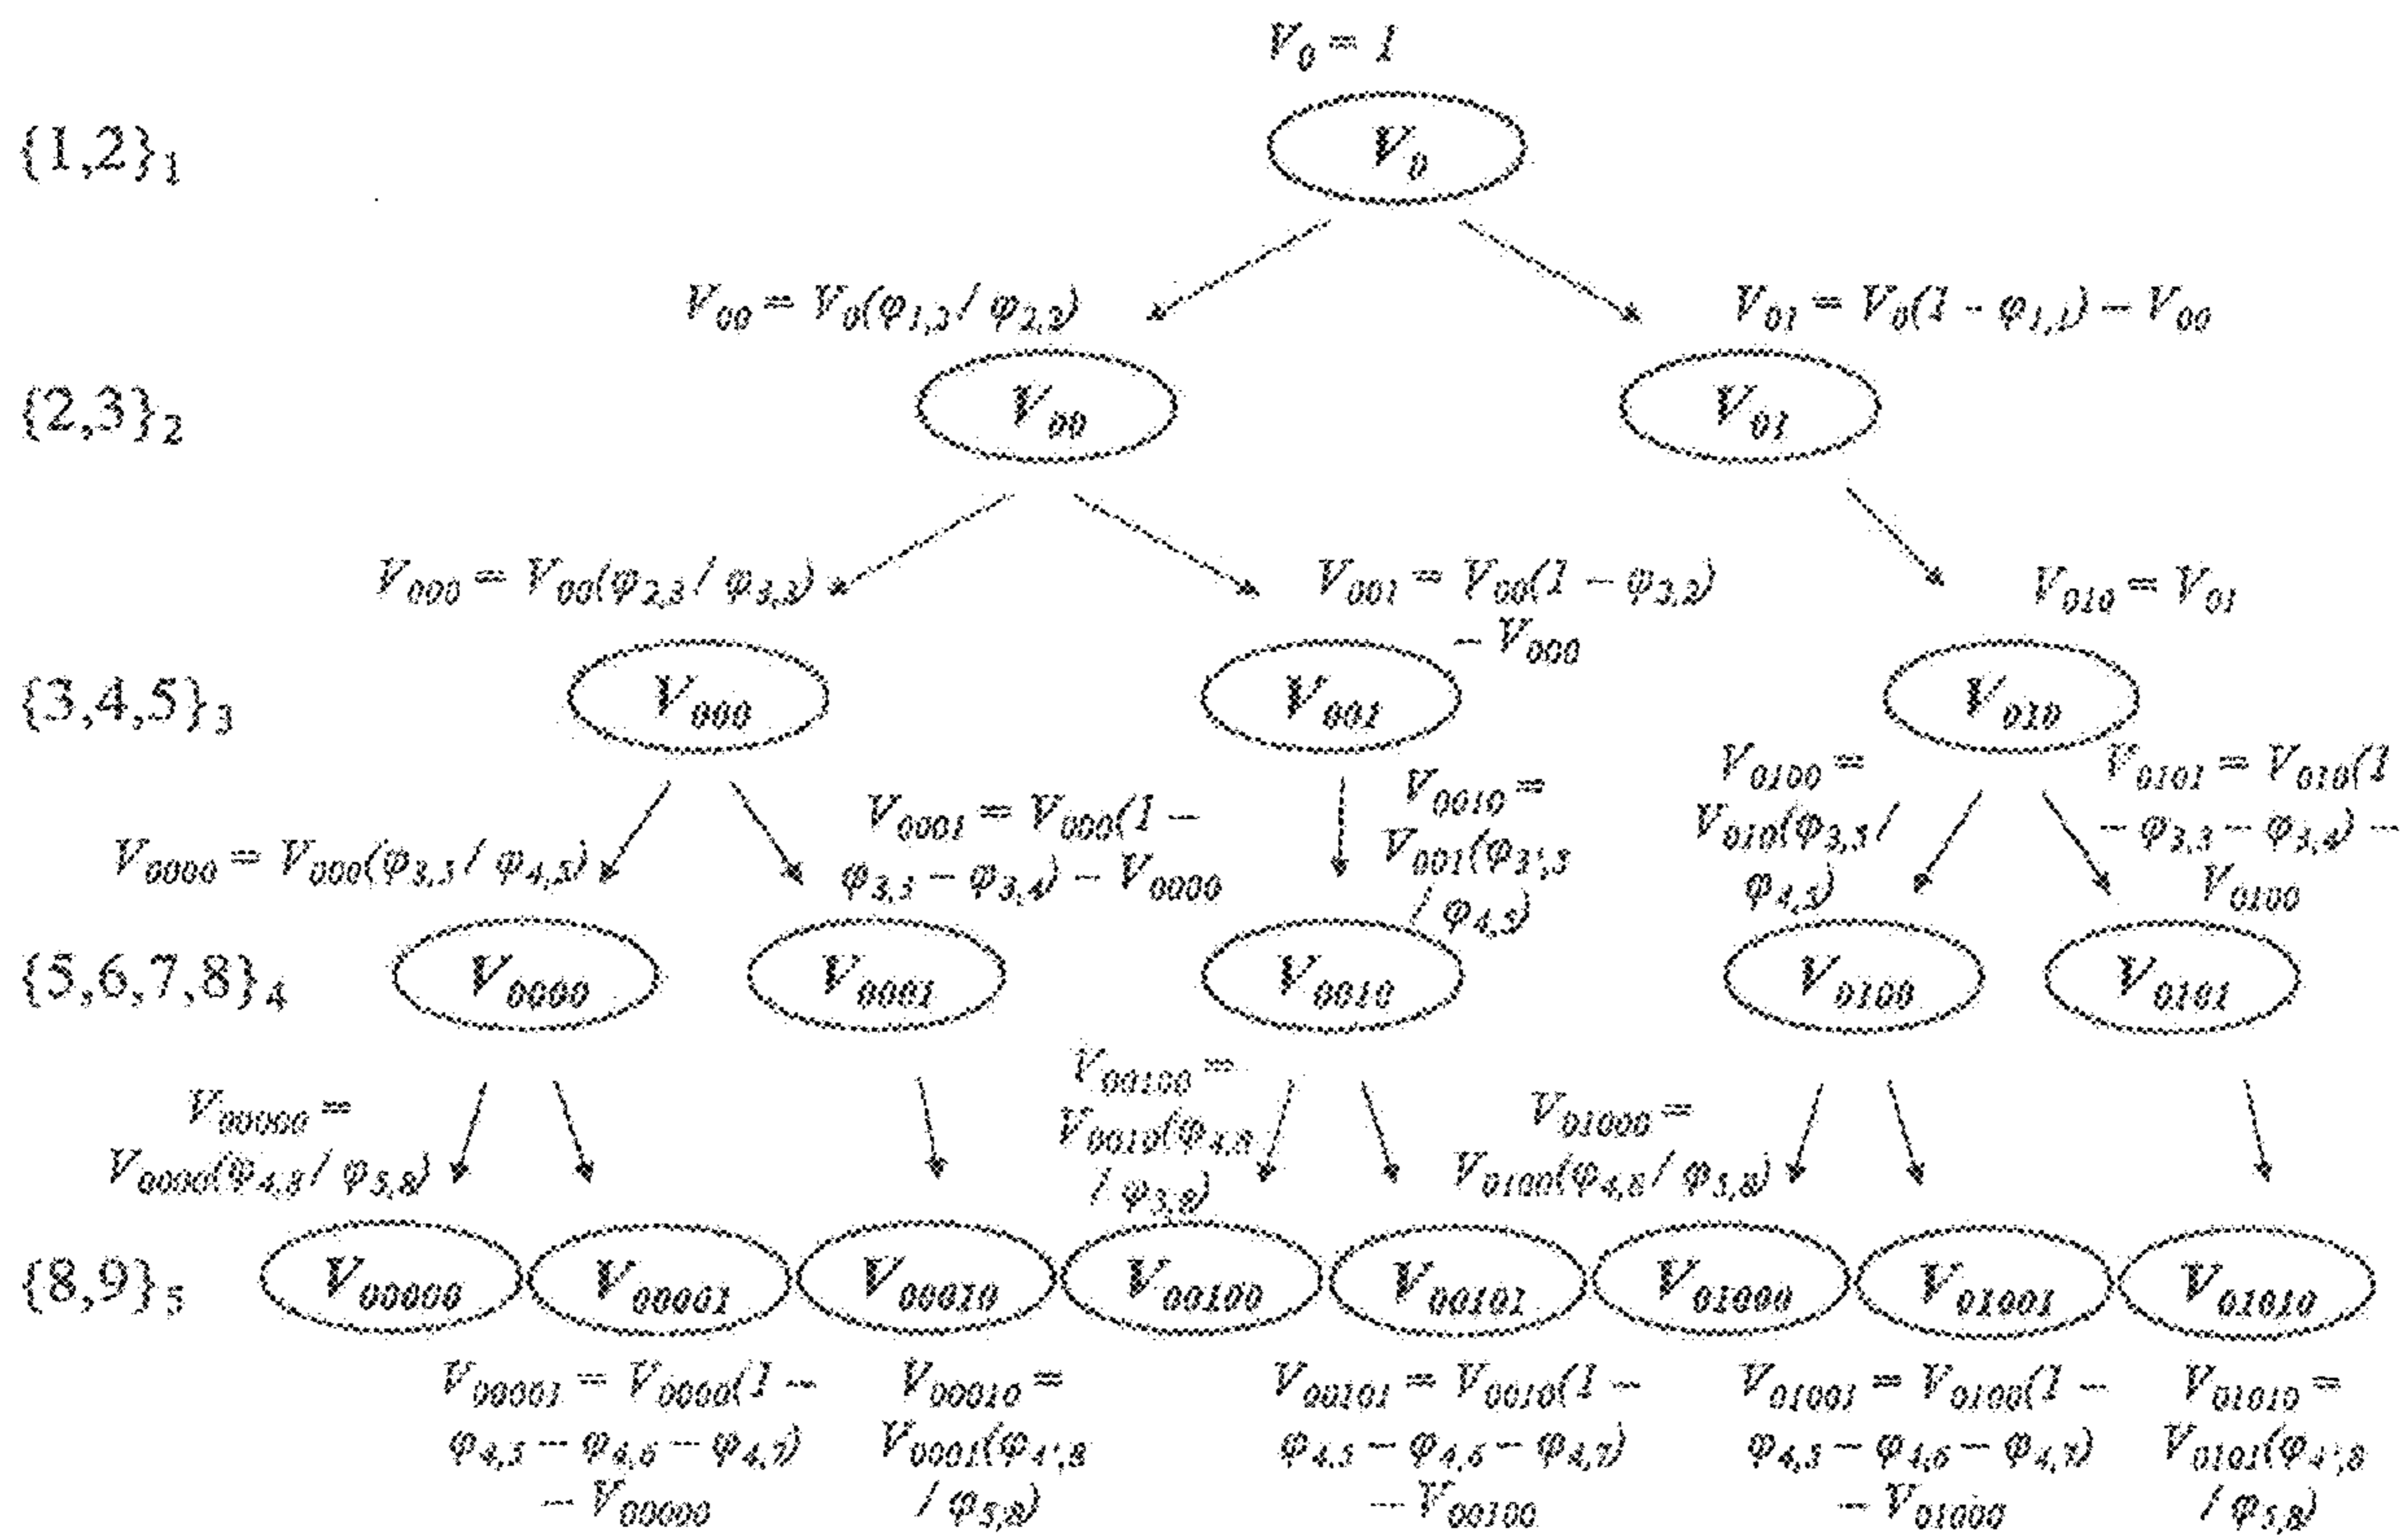 V₀ = 1
{1,2}₁
V₀
V₀₀ = V₀(φ₁,₂ / φ₂,₂)
V₀₁ = V₀(1 - φ₁,₁) – V₀₀
{2,3}₂
V₀₀
V₀₁
V₀₀₀ = V₀₀(φ₂,₃ / φ₃,₃)
V₀₀₁ = V₀₀(1 – φ₂,₂)
– V₀₀₀
V₀₁₀ = V₀₁
{3,4,5}₃
V₀₀₀
V₀₀₁
V₀₁₀
V₀₀₀₀ = V₀₀₀(φ₃,₅ / φ₄,₅)
V₀₀₀₁ = V₀₀₀(1 –
φ₃,₃ – φ₃,₄) – V₀₀₀₀
V₀₀₁₀ =
V₀₀₁(φ₃',₅
/ φ₄,₅)
V₀₁₀₀ =
V₀₁₀(φ₃,₅ /
φ₄,₅)
V₀₁₀₁ = V₀₁₀(1
– φ₃,₃ – φ₃,₄) –
V₀₁₀₀
{5,6,7,8}₄
V₀₀₀₀
V₀₀₀₁
V₀₀₁₀
V₀₁₀₀
V₀₁₀₁
V₀₀₀₀₀ =
V₀₀₀₀(φ₄,₈ / φ₅,₈)
V₀₀₁₀₀ =
V₀₀₁₀(φ₄,₈
/ φ₅,₈)
V₀₁₀₀₀ =
V₀₁₀₀(φ₄,₈ / φ₅,₈)
{8,9}₅
V₀₀₀₀₀
V₀₀₀₀₁
V₀₀₀₁₀
V₀₀₁₀₀
V₀₀₁₀₁
V₀₁₀₀₀
V₀₁₀₀₁
V₀₁₀₁₀
V₀₀₀₀₁ = V₀₀₀₀(1 –
φ₄,₅ – φ₄,₆ – φ₄,₇)
– V₀₀₀₀₀
V₀₀₀₁₀ =
V₀₀₀₁(φ₄',₈
/ φ₅,₈)
V₀₀₁₀₁ = V₀₀₁₀(1 –
φ₄,₅ – φ₄,₆ – φ₄,₇)
– V₀₀₁₀₀
V₀₁₀₀₁ = V₀₁₀₀(1 –
φ₄,₅ – φ₄,₆ – φ₄,₇)
– V₀₁₀₀₀
V₀₁₀₁₀ =
V₀₁₀₁(φ₄',₈
/ φ₅,₈)